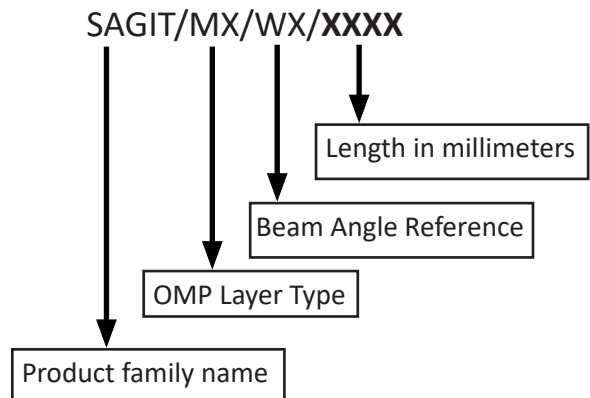 SAGIT/MX/WX/XXXX
Length in millimeters
Beam Angle Reference
OMP Layer Type
Product family name